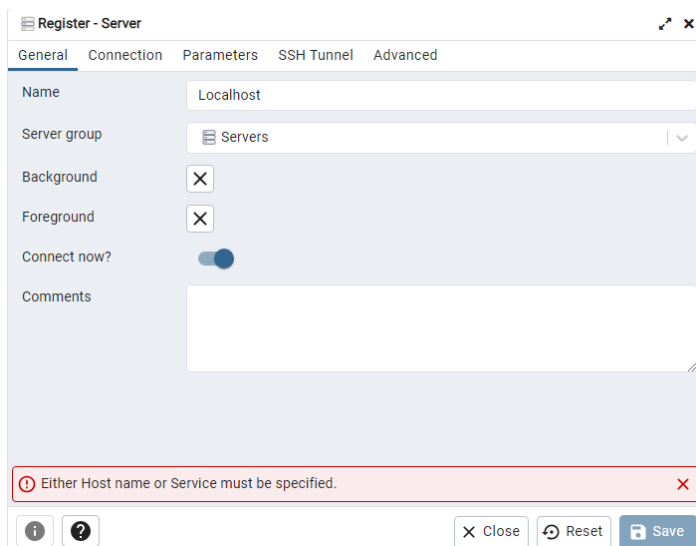 Register - Server
General Connection Parameters SSH Tunnel Advanced
Name Localhost
Server group Servers
Background
Foreground
Connect now?
Comments
Either Host name or Service must be specified.
Close Reset Save